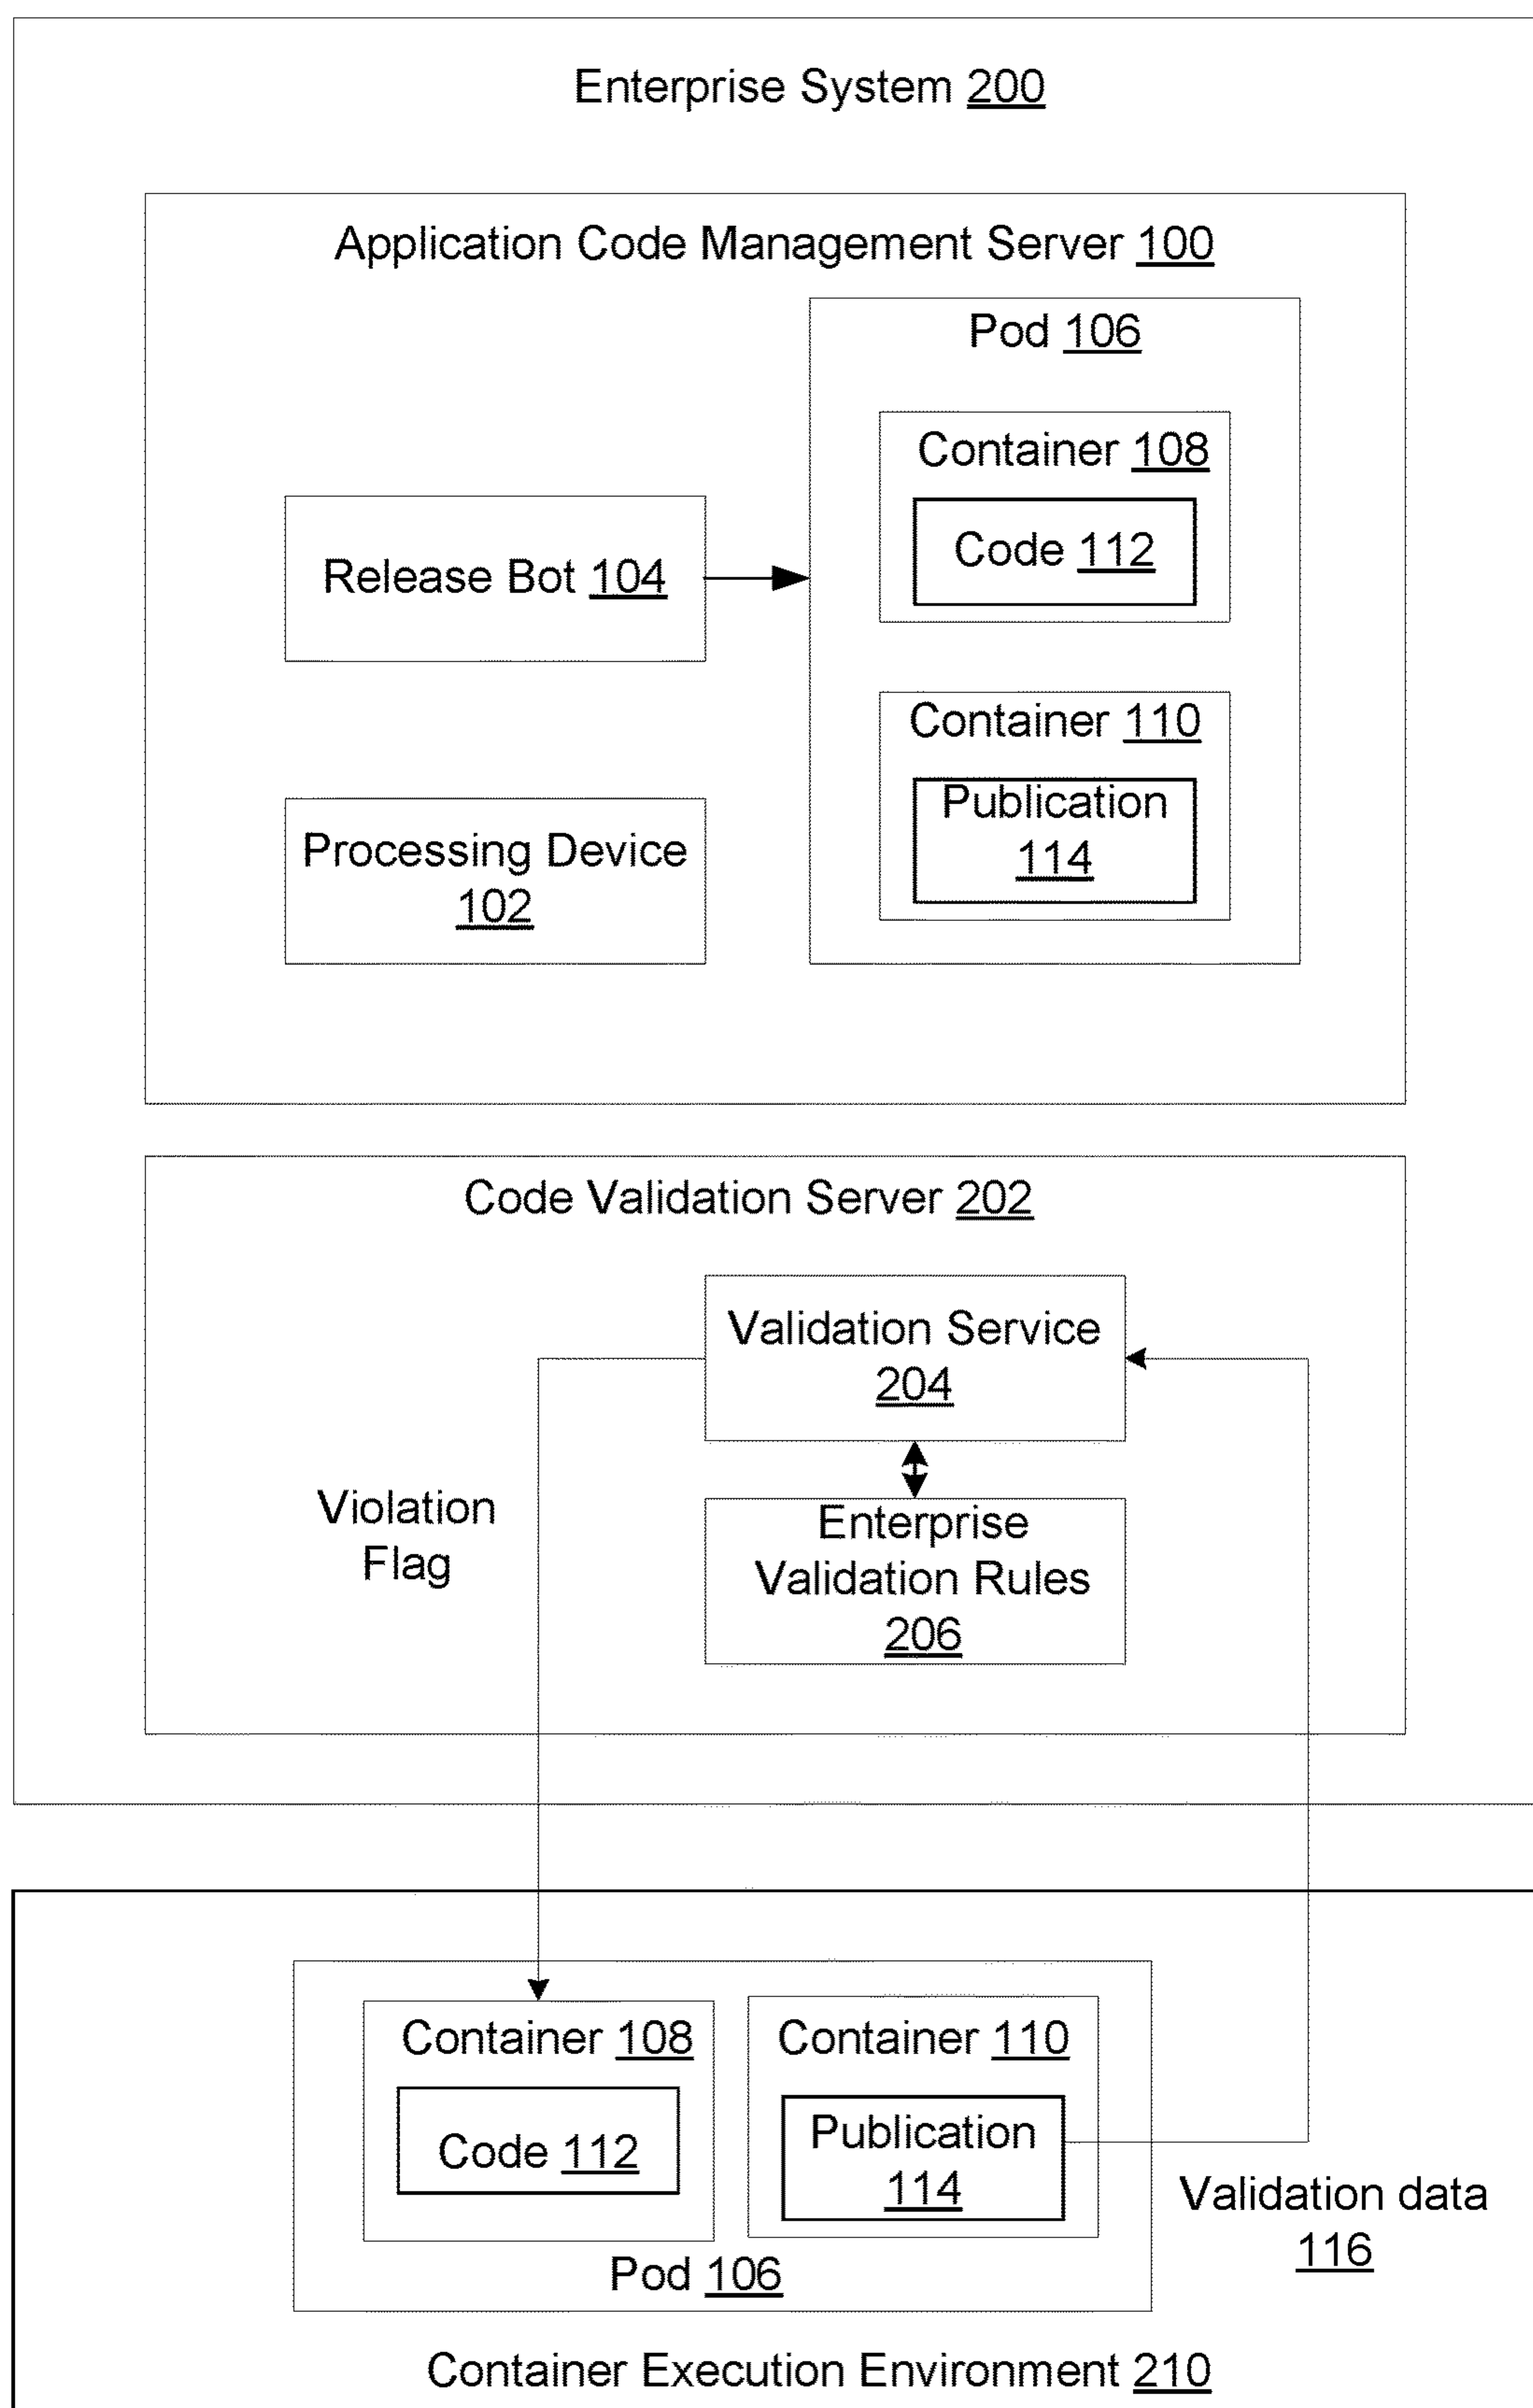 Enterprise System 200
Application Code Management Server 100
Pod 106
Container 108
Code 112
Release Bot 104
Container 110
Publication
114
Processing Device
102
Code Validation Server 202
Validation Service
204
Violation
Flag
Enterprise
Validation Rules
206
Container 108
Code 112
Container 110
Publication
114
Validation data
116
Pod 106
Container Execution Environment 210